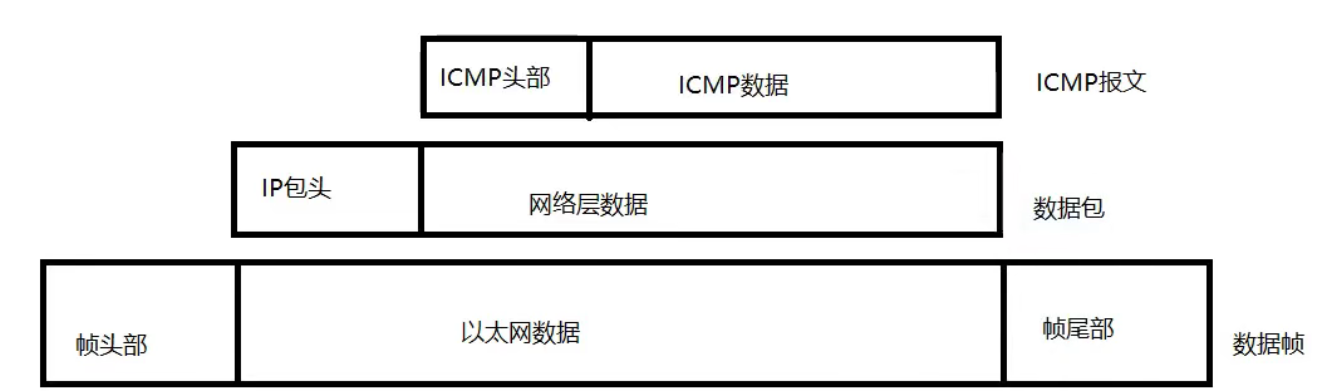 ICMP头部
ICMP数据
ICMP报文
IP包头
网络层数据
数据包
帧头部
以太网数据
帧尾部
数据帧